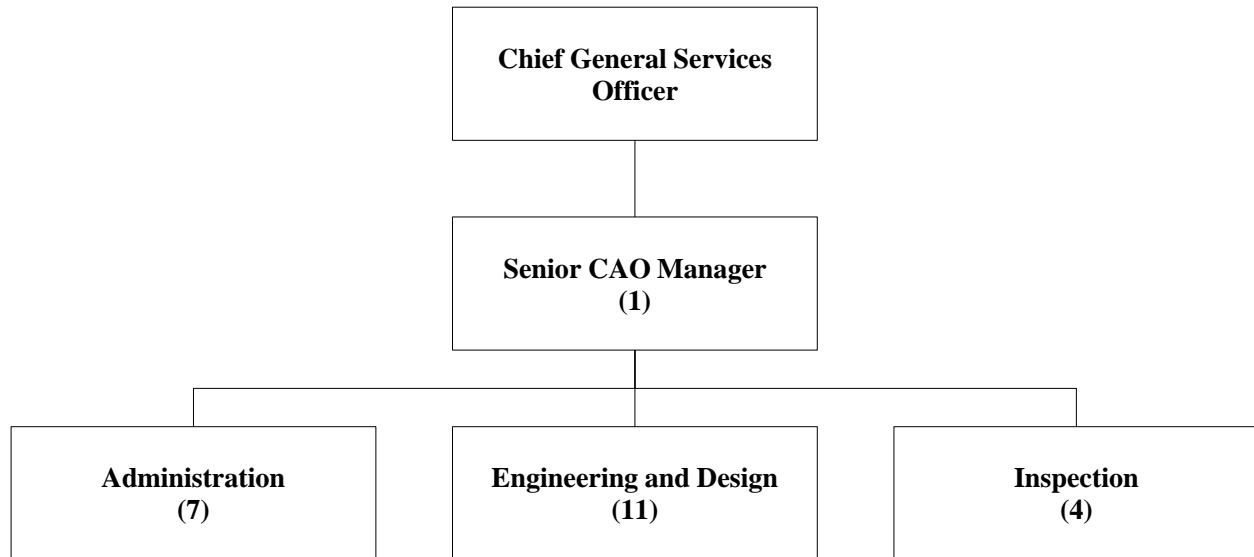 Chief General Services
Officer
Senior CAO Manager
(1)
Administration
(7)
Engineering and Design
(11)
Inspection
(4)